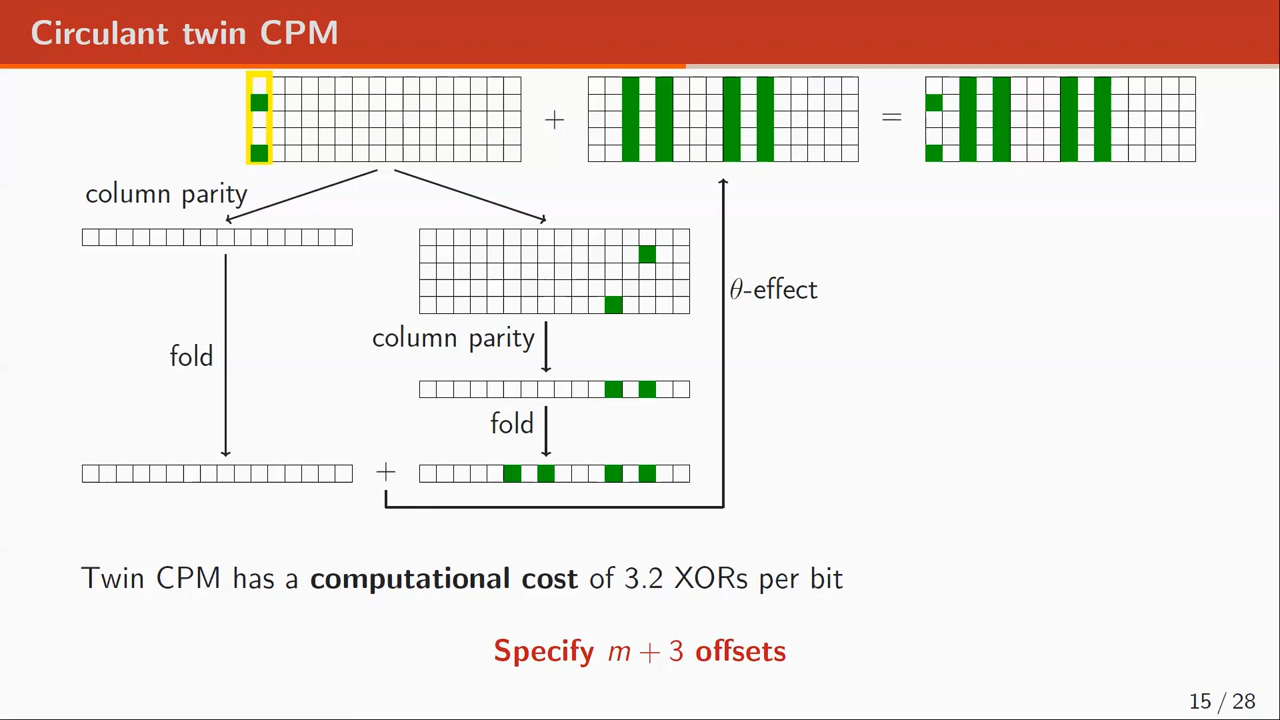 Circulant twin CPM
+
=
column parity
θ-effect
column parity
fold
fold
+
Twin CPM has a computational cost of 3.2 XORs per bit
Specify m + 3 offsets
15 / 28